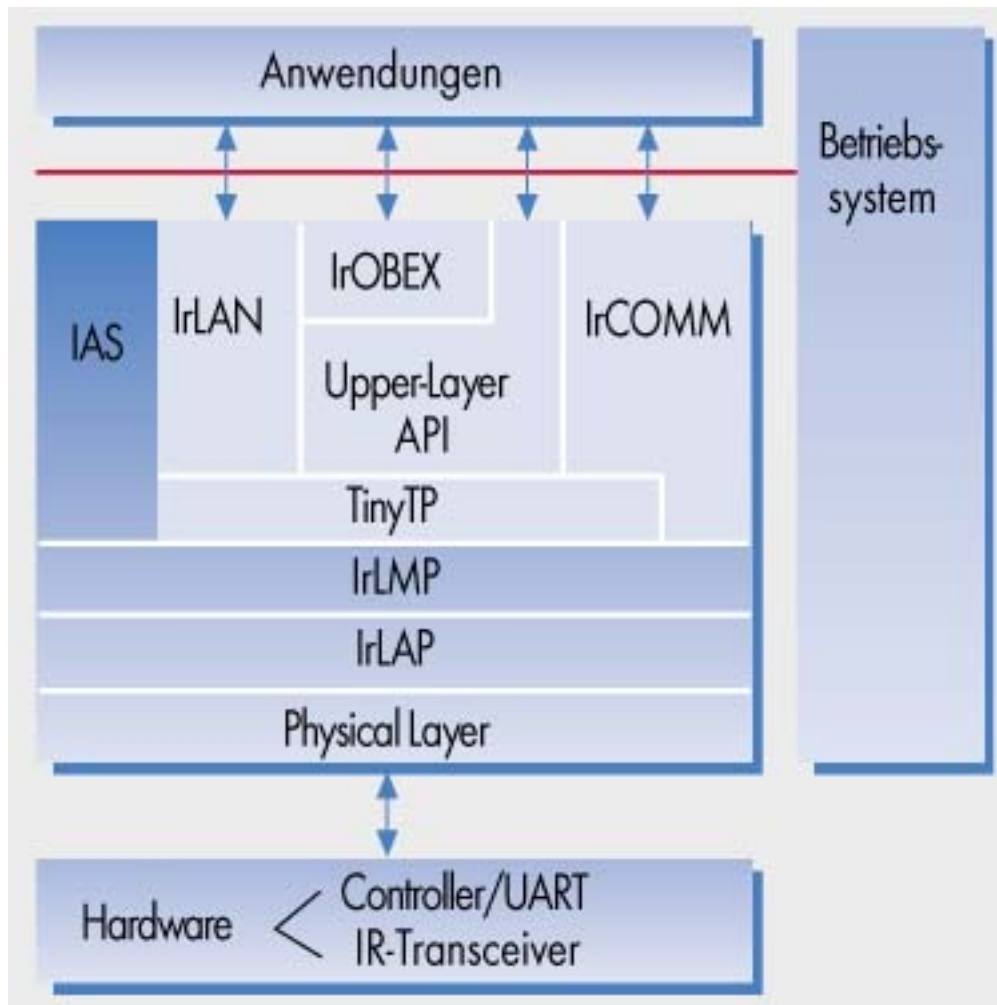 Anwendungen
Betriebs-
system
IAS
IrLAN
IrOBEX
IrCOMM
Upper-Layer
API
TinyTP
IrLMP
IrLAP
Physical Layer
Hardware
Controller/UART
IR-Transceiver